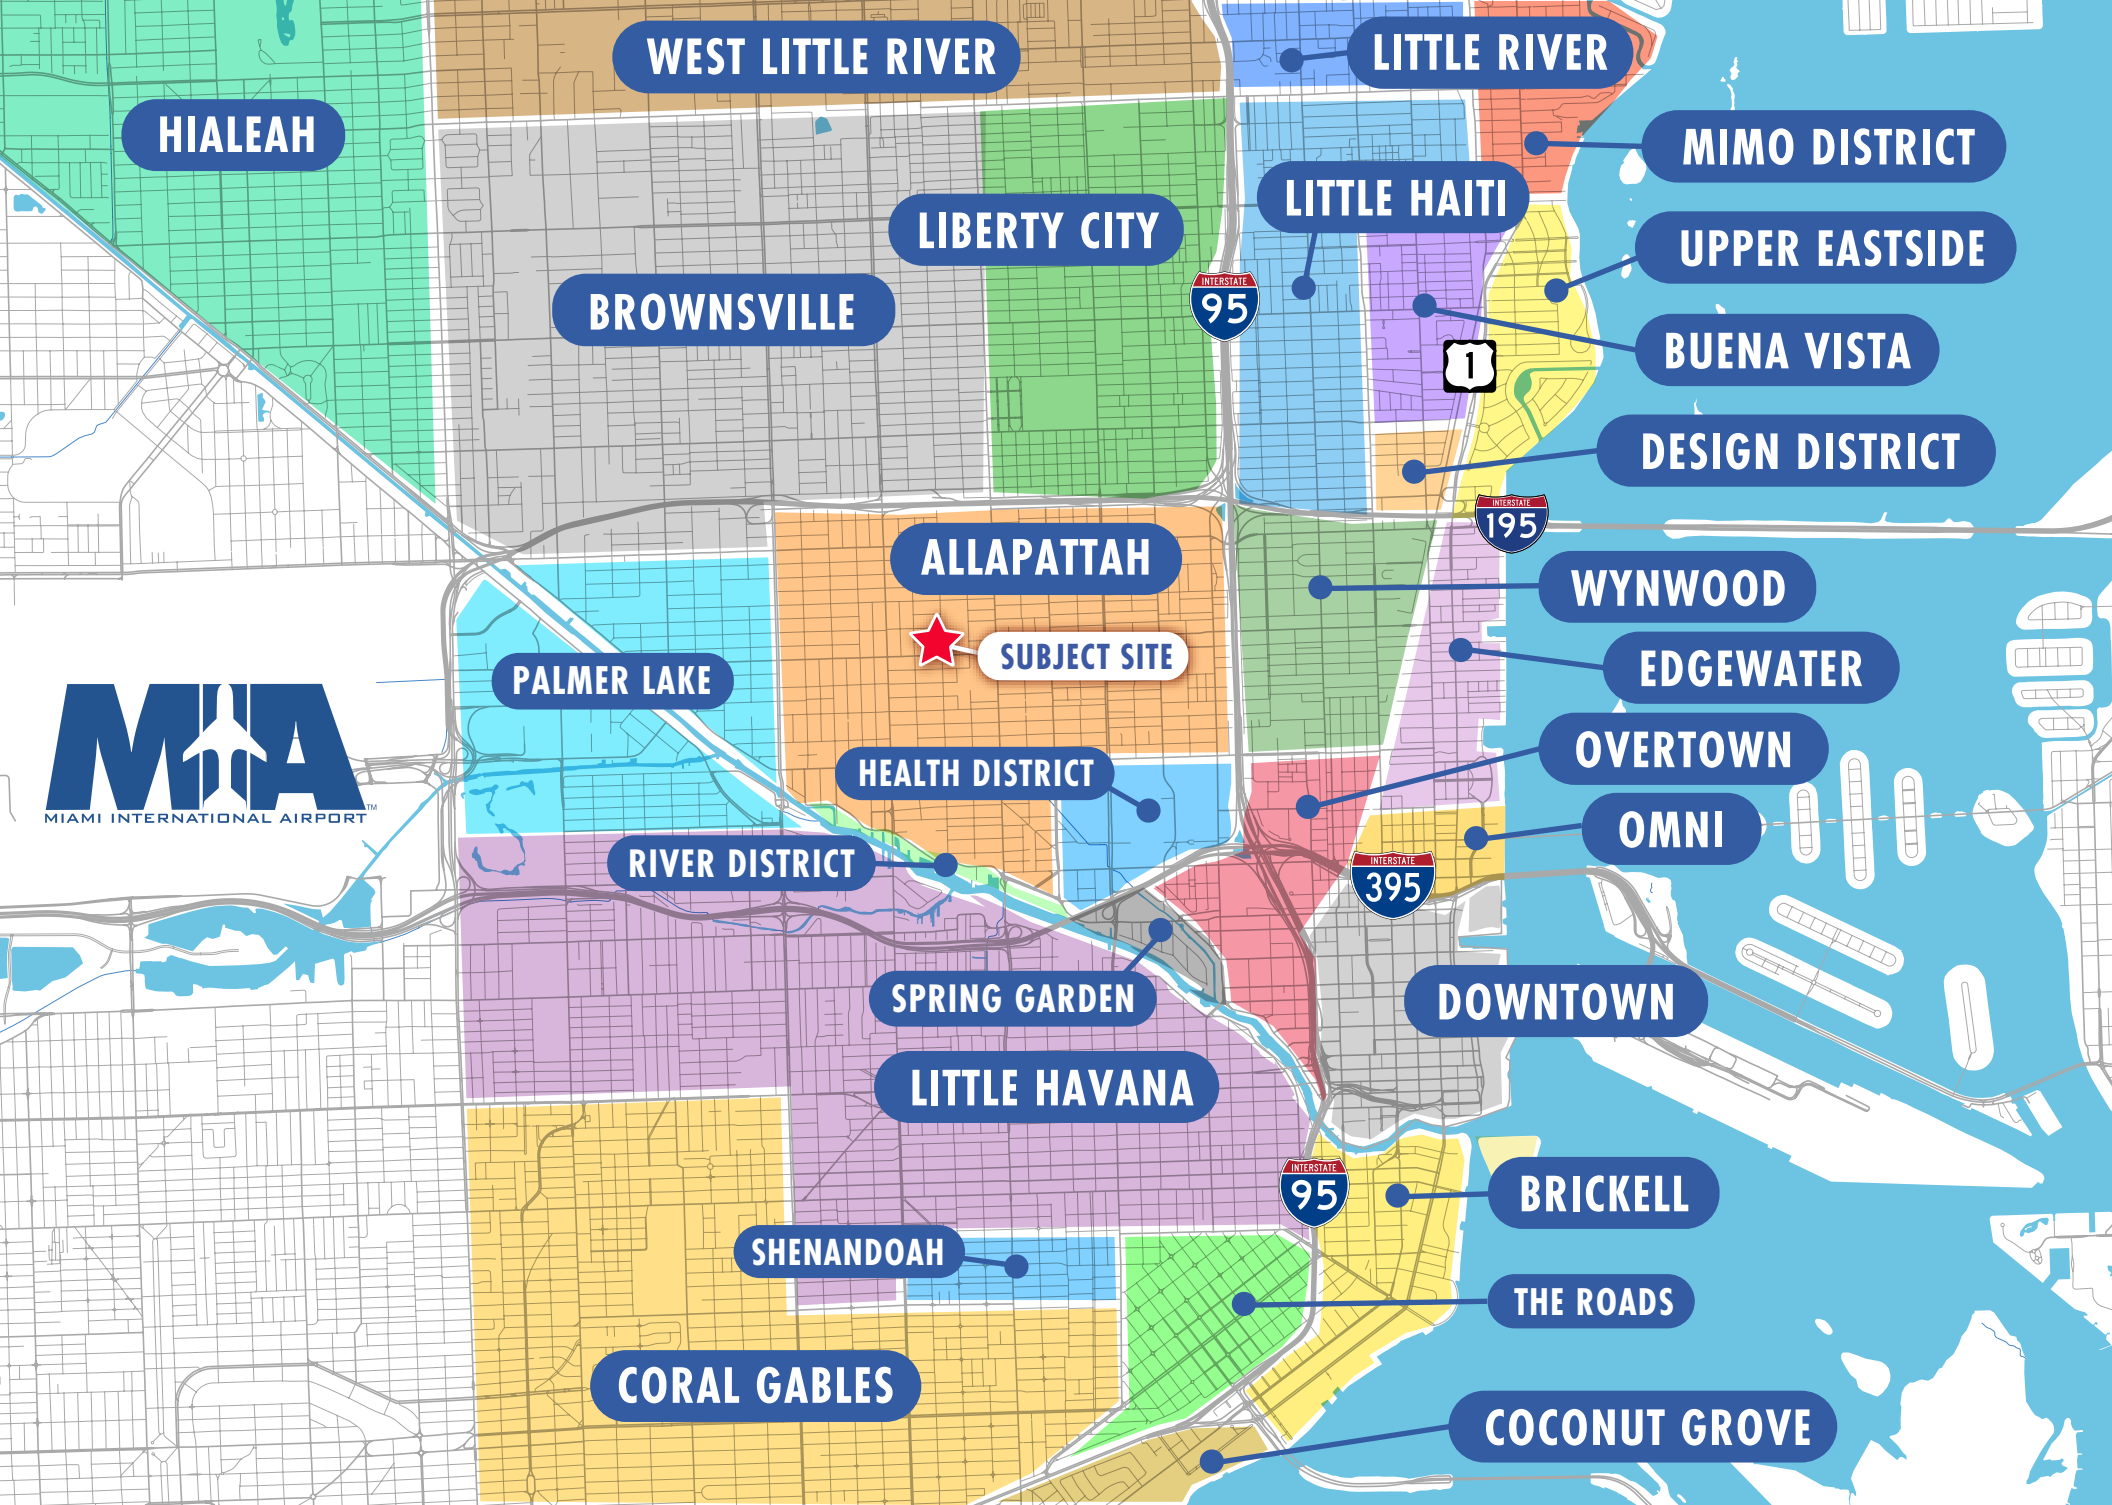 WEST LITTLE RIVER
LITTLE RIVER
HIALEAH
MIMO DISTRICT
LITTLE HAITI
LIBERTY CITY
UPPER EASTSIDE
INTERSTATE
95
BROWNSVILLE
BUENA VISTA
1
DESIGN DISTRICT
INTERSTATE
195
ALLAPATTAH
WYNWOOD
SUBJECT SITE
EDGEWATER
PALMER LAKE
MIA
MIAMI INTERNATIONAL AIRPORT™
OVERTOWN
HEALTH DISTRICT
OMNI
RIVER DISTRICT
INTERSTATE
395
SPRING GARDEN
DOWNTOWN
LITTLE HAVANA
INTERSTATE
95
BRICKELL
SHENANDOAH
THE ROADS
CORAL GABLES
COCONUT GROVE